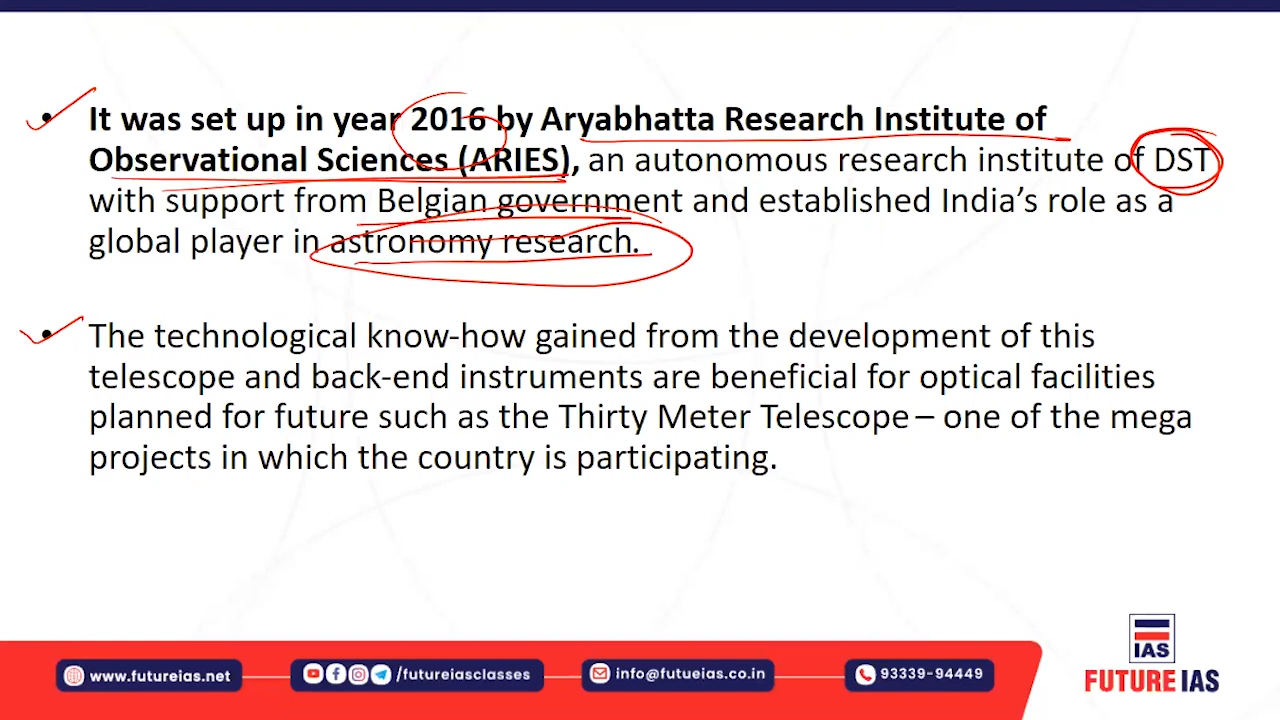 • It was set up in year 2016 by Aryabhatta Research Institute of
Observational Sciences (ARIES), an autonomous research institute of DST
with support from Belgian government and established India’s role as a
global player in astronomy research.
• The technological know-how gained from the development of this
telescope and back-end instruments are beneficial for optical facilities
planned for future such as the Thirty Meter Telescope – one of the mega
projects in which the country is participating.
www.futureias.net
/futureiasclasses
info@futueias.co.in
93339-94449
IAS
FUTURE IAS